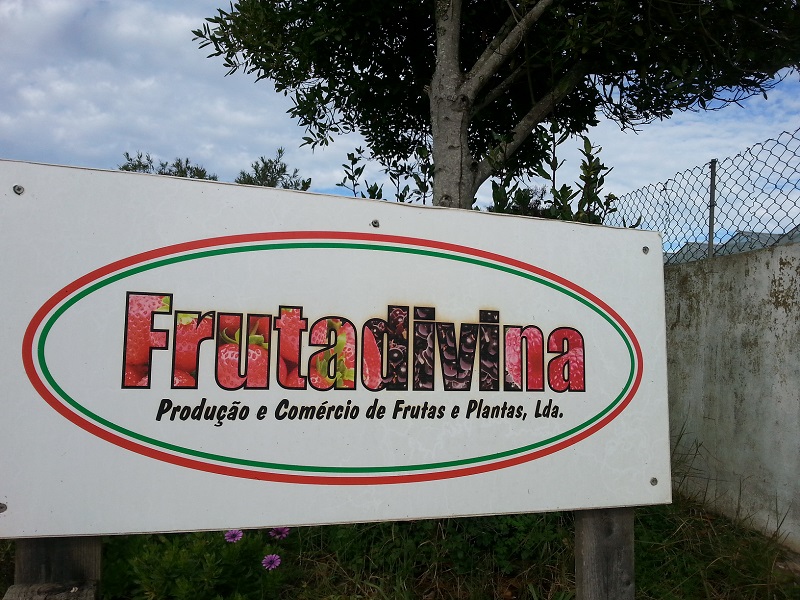 Frutadivina
Produção e Comércio de Frutas e Plantas, Lda.